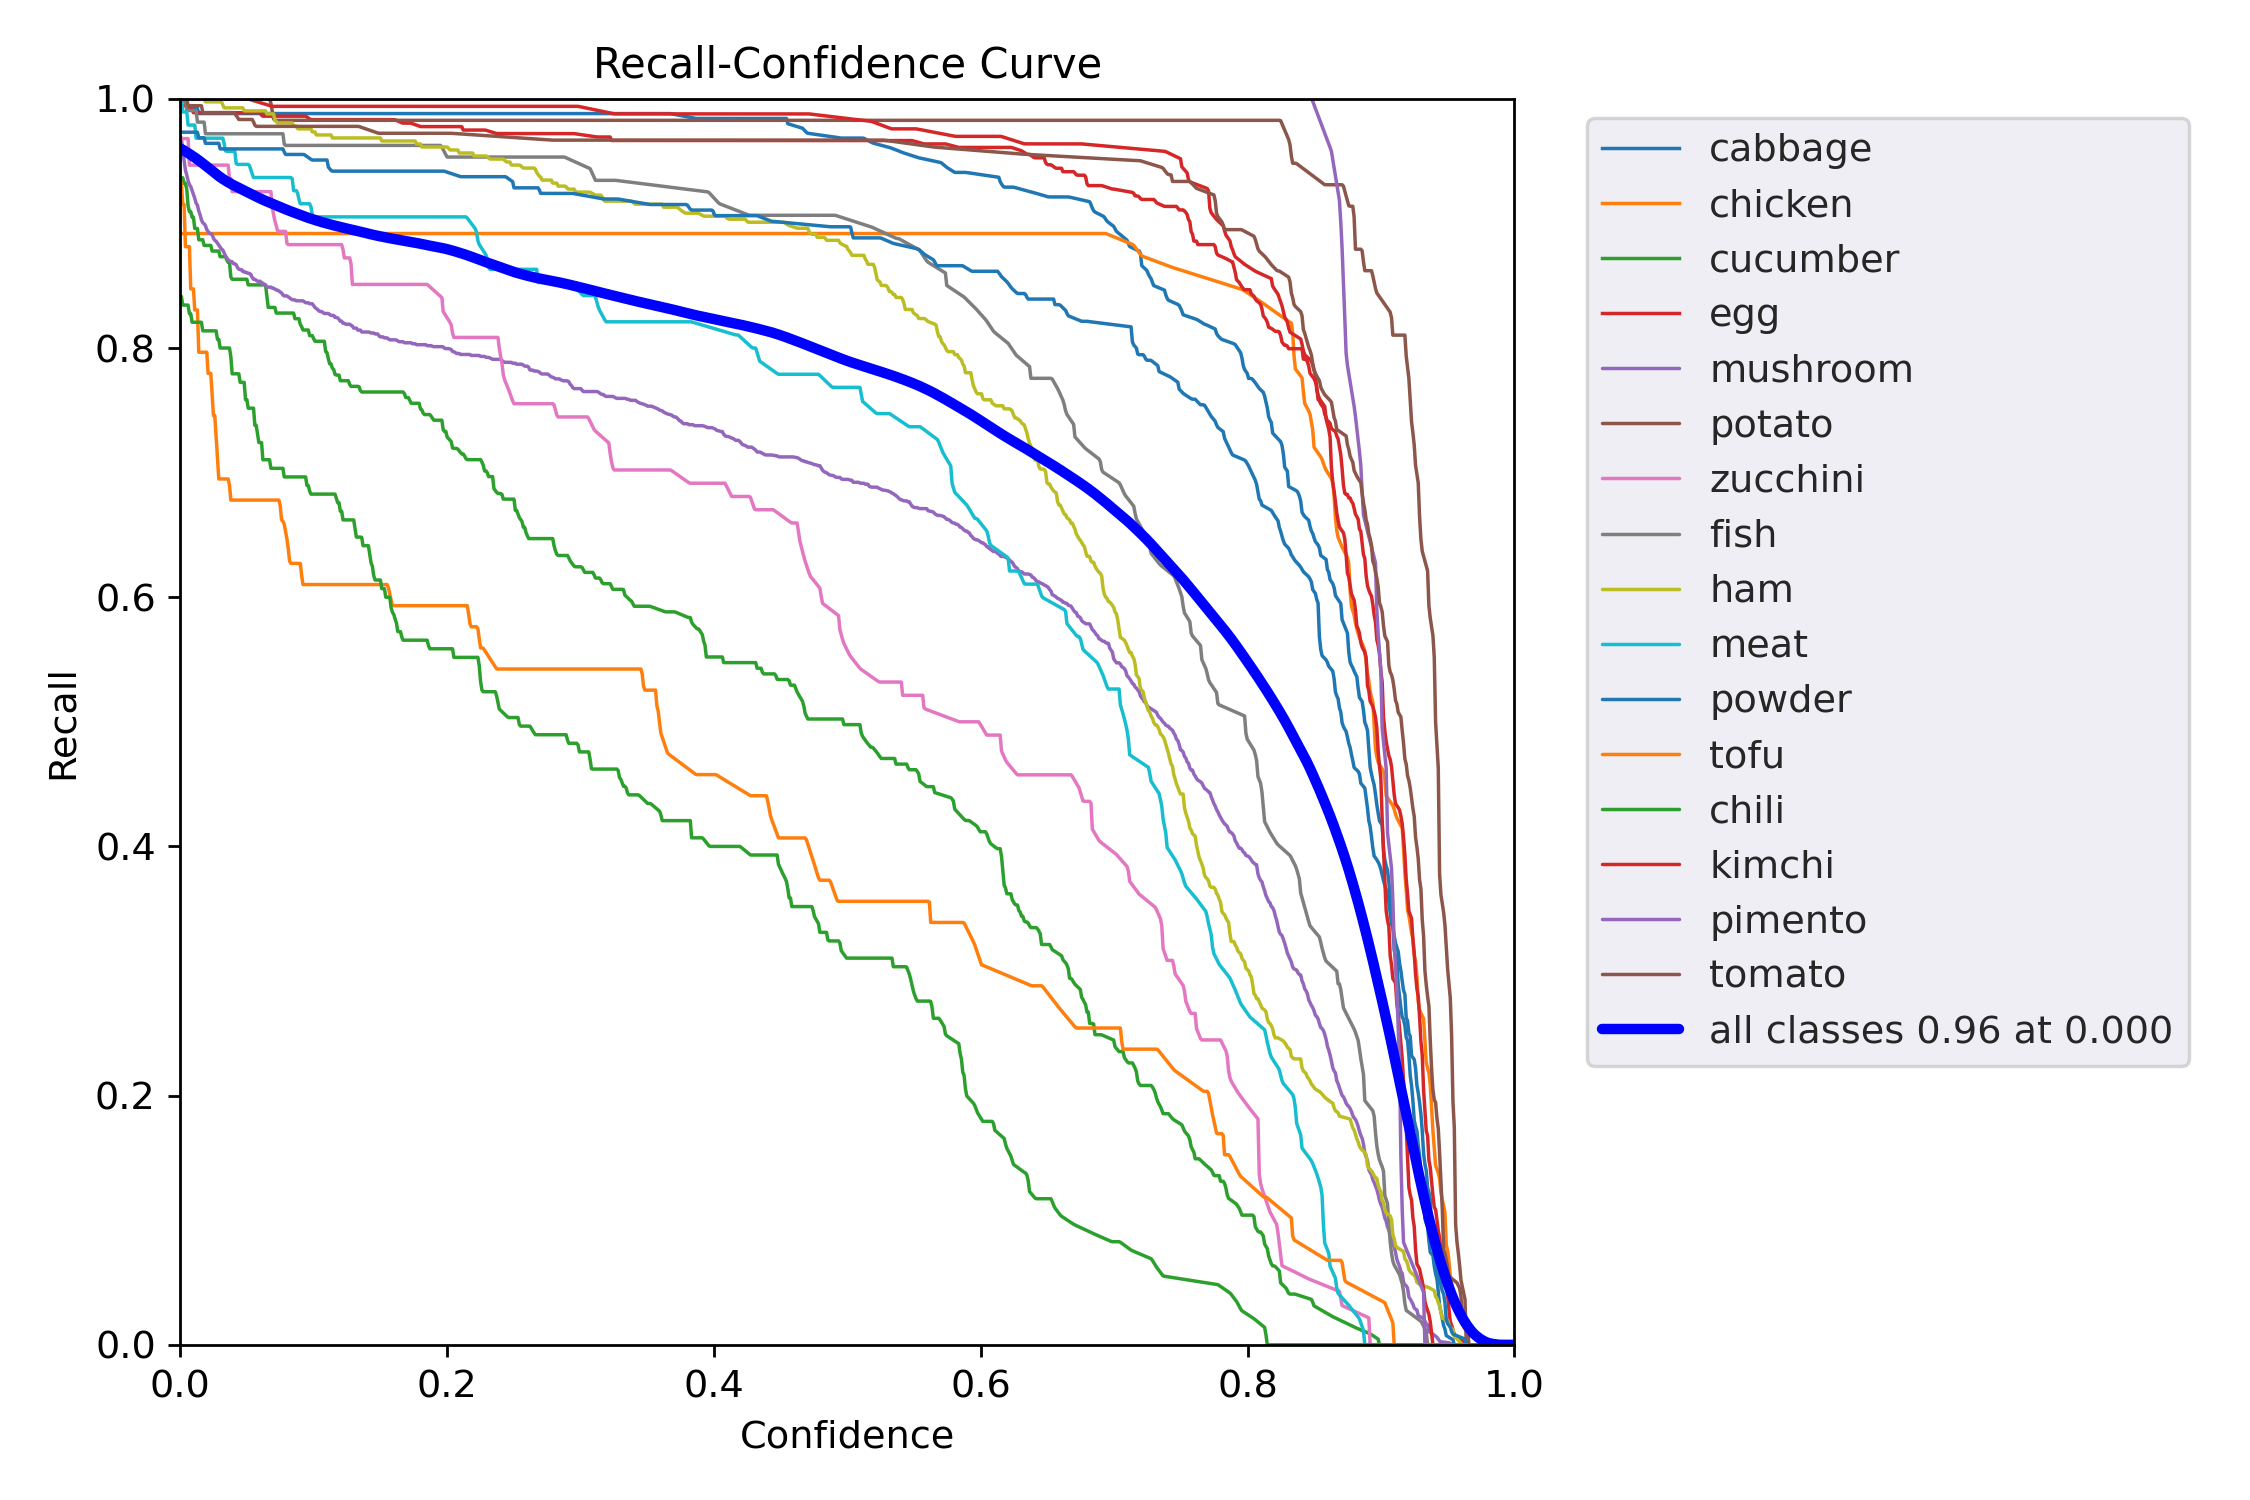 Recall-Confidence Curve
1.0
0.8
0.6
0.4
0.2
0.0
Recall
0.0 0.2 0.4 0.6 0.8 1.0
Confidence
cabbage
chicken
cucumber
egg
mushroom
potato
zucchini
fish
ham
meat
powder
tofu
chili
kimchi
pimento
tomato
all classes 0.96 at 0.000